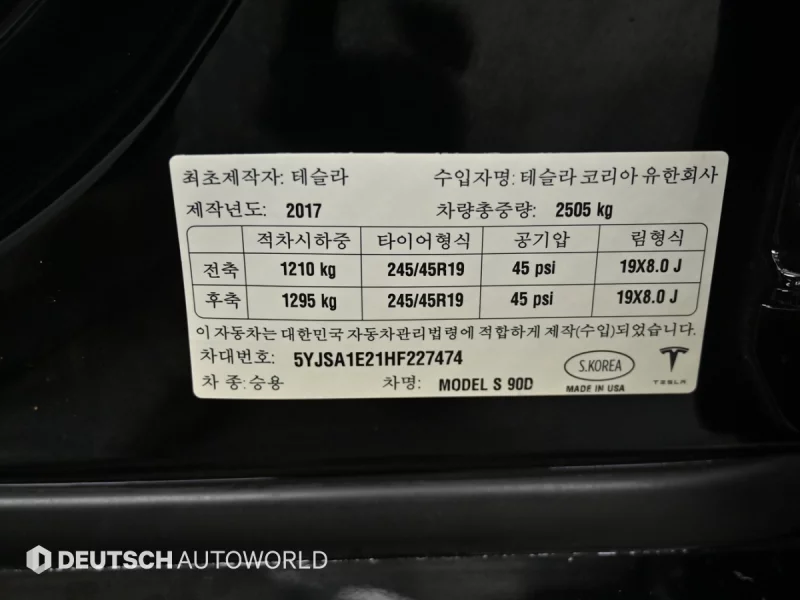 최초제작자: 테슬라 수입자명: 테슬라 코리아 유한회사
제작년도: 2017 차량총중량: 2505 kg
적차시하중 타이어형식 공기압 림형식
전축 1210 kg 245/45R19 45 psi 19X8.0 J
후축 1295 kg 245/45R19 45 psi 19X8.0 J
이 자동차는 대한민국 자동차관리법령에 적합하게 제작(수입)되었습니다.
차대번호: 5YJSA1E21HF227474
차 종:승용 차명: MODEL S 90D
S.KOREA
MADE IN USA
TESLA
DEUTSCH AUTOWORLD